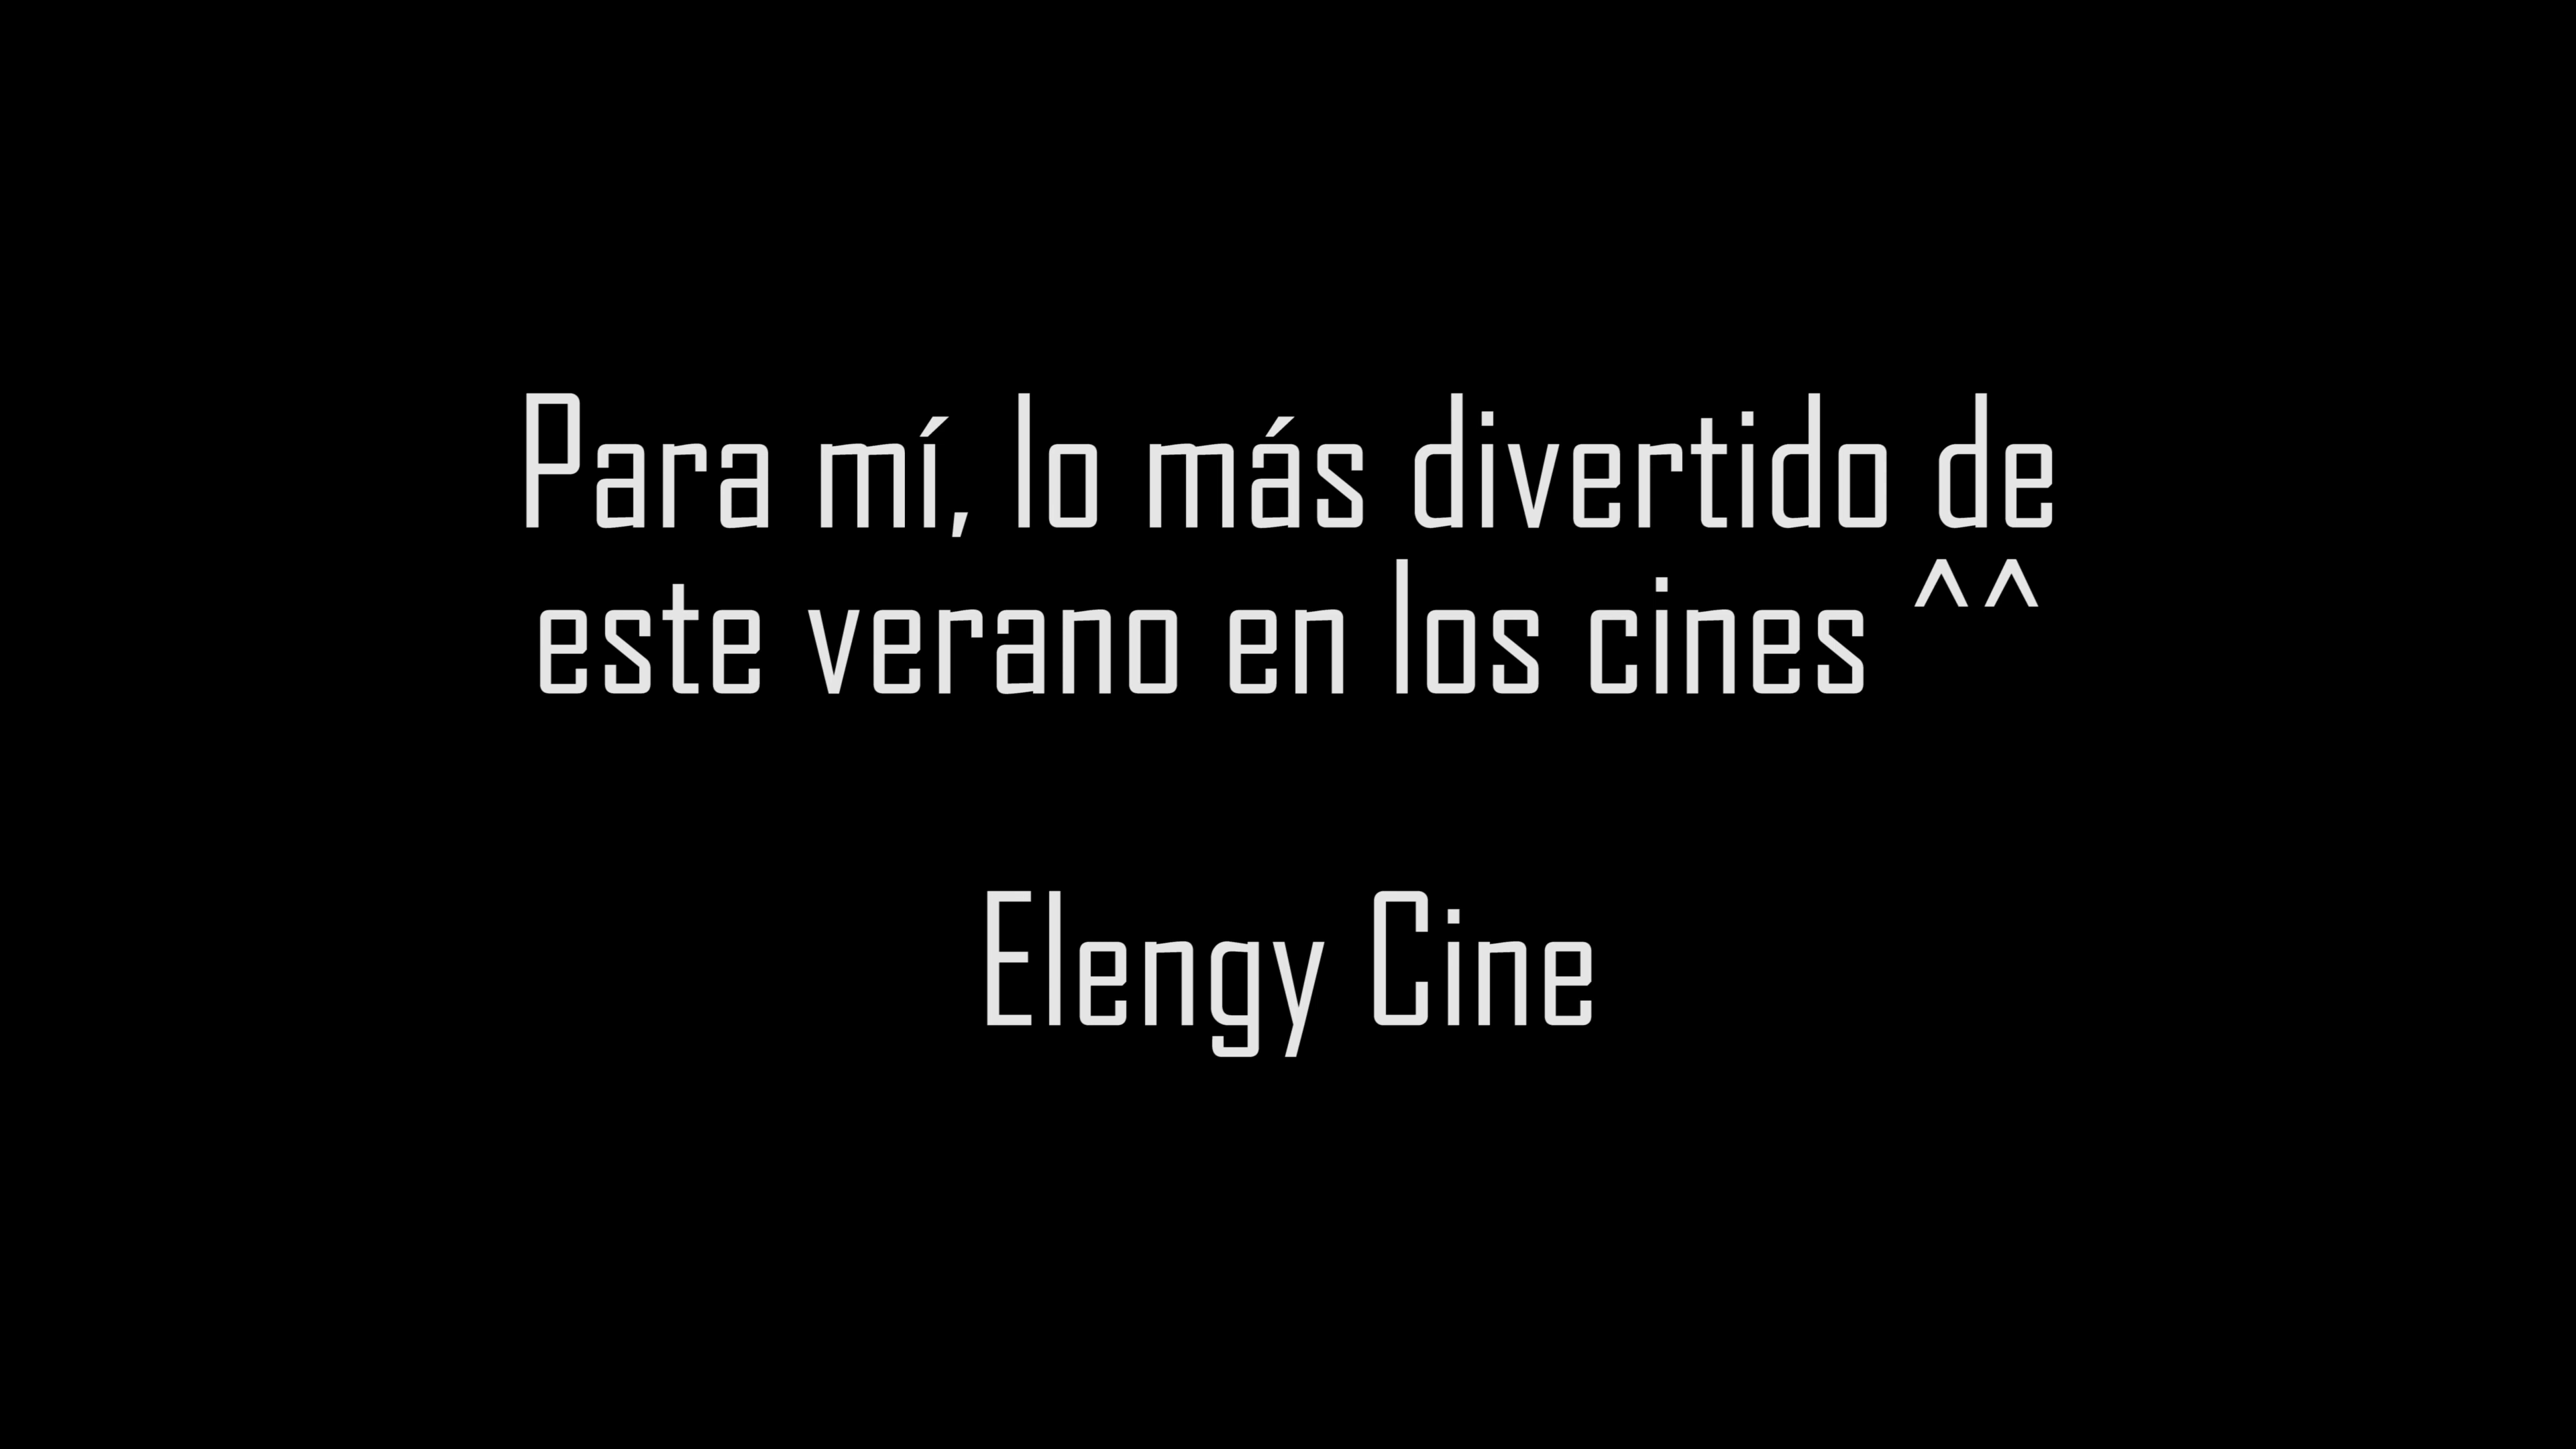 Para mí, lo más divertido de
este verano en los cines ^^
Elengy Cine